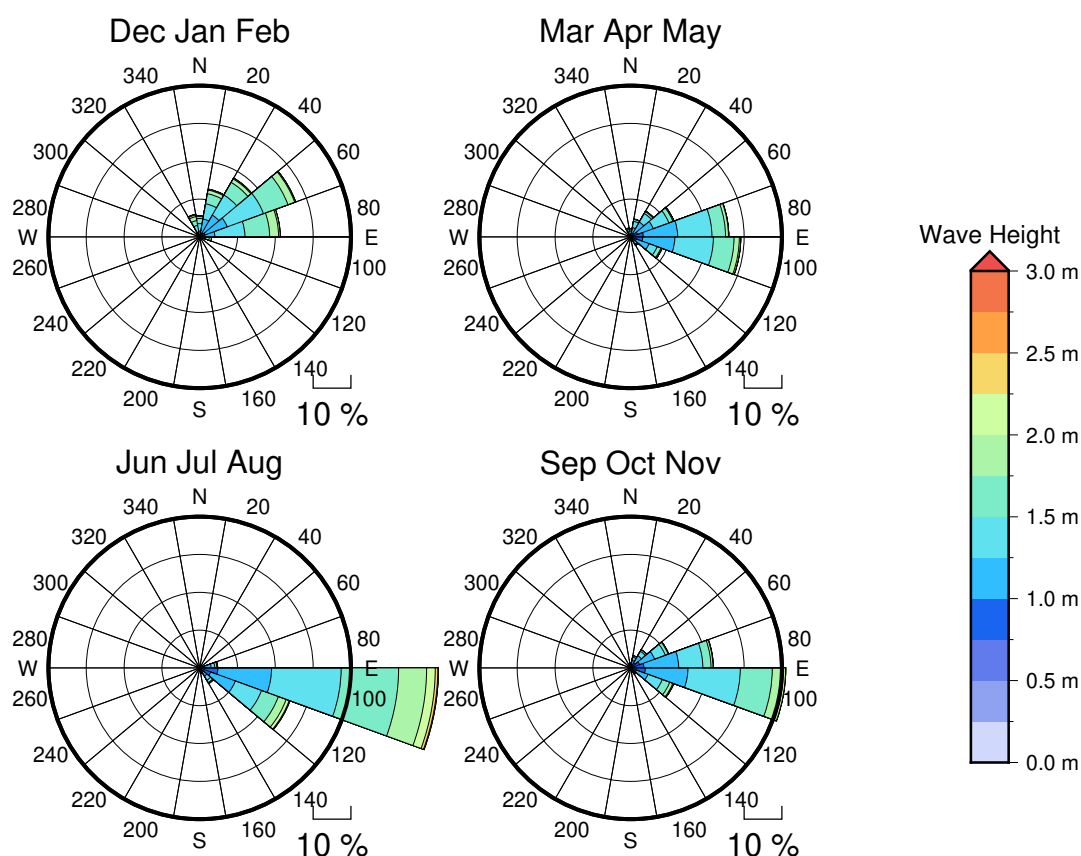 Dec Jan Feb
N
20
40
60
80
E
100
120
140
160
S
200
220
240
260
W
280
300
320
340
10 %
Mar Apr May
N
20
40
60
80
E
100
120
140
160
S
200
220
240
260
W
280
300
320
340
10 %
Jun Jul Aug
N
20
40
60
80
E
100
120
140
160
S
200
220
240
260
W
280
300
320
340
10 %
Sep Oct Nov
N
20
40
60
80
E
100
120
140
160
S
200
220
240
260
W
280
300
320
340
10 %
Wave Height
3.0 m
2.5 m
2.0 m
1.5 m
1.0 m
0.5 m
0.0 m